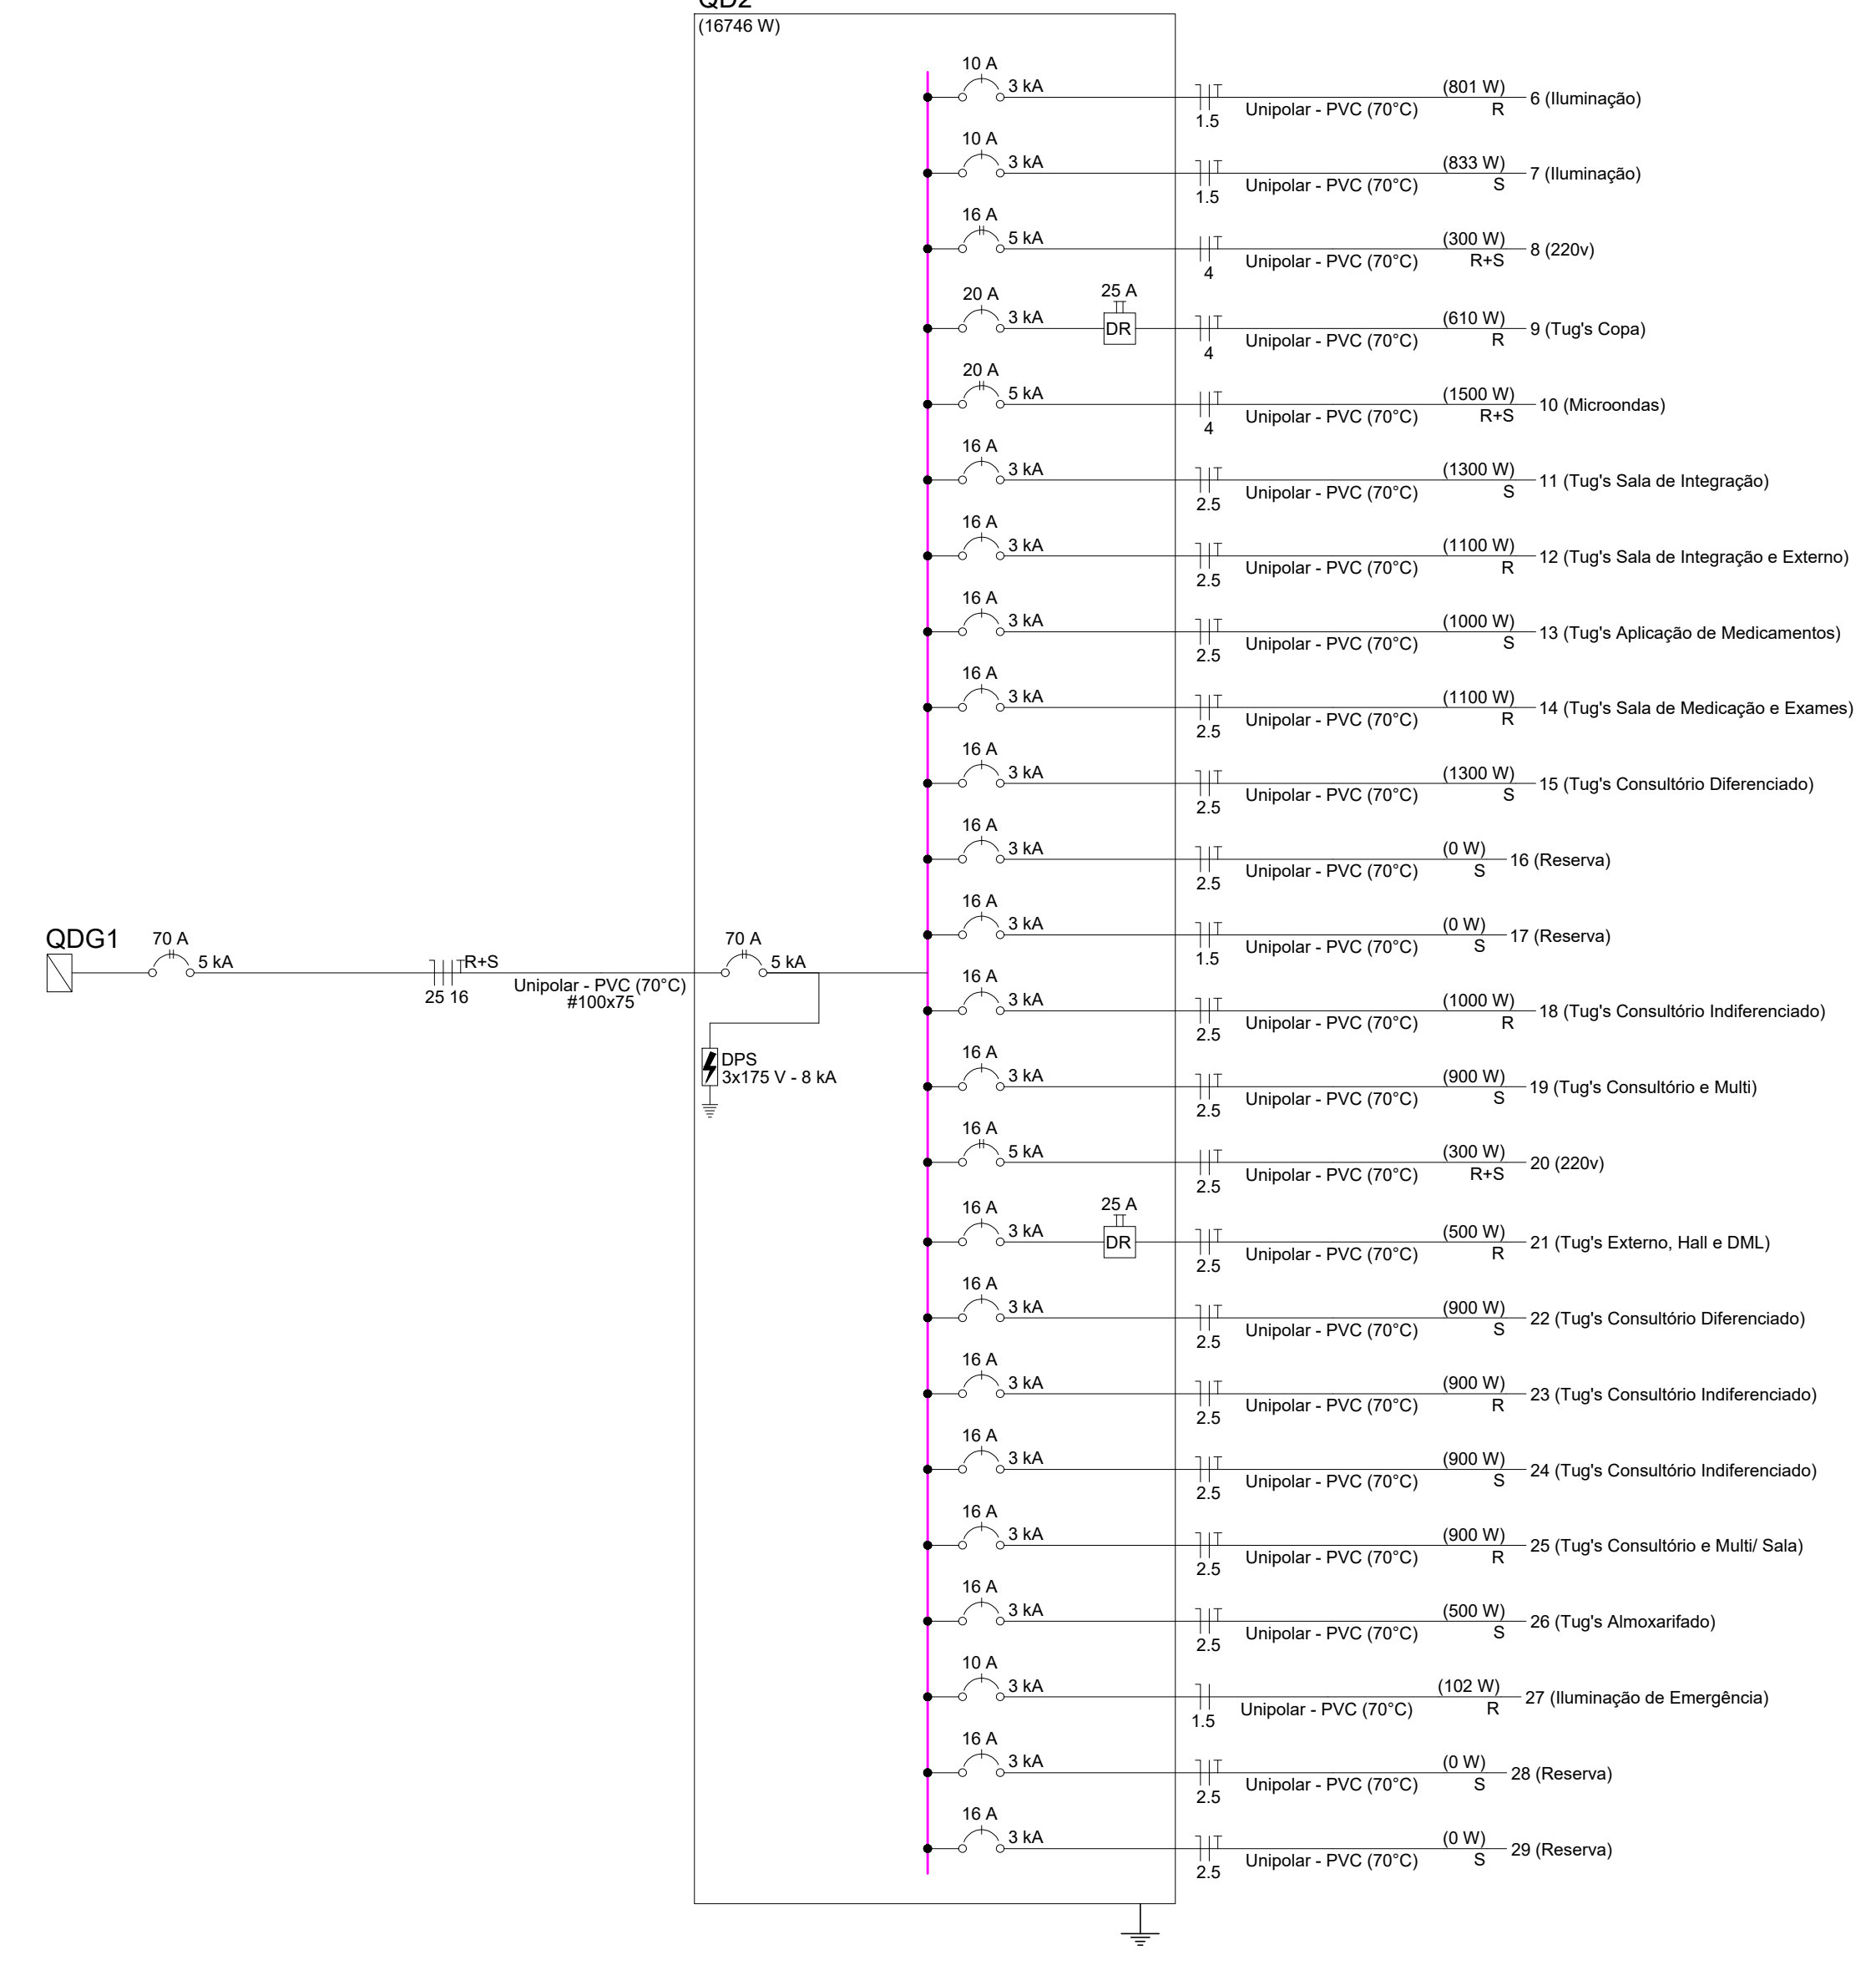 QD2
(16746 W)
10 A
3 kA
1.5
Unipolar - PVC (70°C)
(801 W)
R
6 (Iluminação)
10 A
3 kA
1.5
Unipolar - PVC (70°C)
(833 W)
S
7 (Iluminação)
16 A
5 kA
4
Unipolar - PVC (70°C)
(300 W)
R+S
8 (220v)
20 A
3 kA
25 A
DR
4
Unipolar - PVC (70°C)
(610 W)
R
9 (Tug's Copa)
20 A
5 kA
4
Unipolar - PVC (70°C)
(1500 W)
R+S
10 (Microondas)
16 A
3 kA
2.5
Unipolar - PVC (70°C)
(1300 W)
S
11 (Tug's Sala de Integração)
16 A
3 kA
2.5
Unipolar - PVC (70°C)
(1100 W)
R
12 (Tug's Sala de Integração e Externo)
16 A
3 kA
2.5
Unipolar - PVC (70°C)
(1000 W)
S
13 (Tug's Aplicação de Medicamentos)
16 A
3 kA
2.5
Unipolar - PVC (70°C)
(1100 W)
R
14 (Tug's Sala de Medicação e Exames)
16 A
3 kA
2.5
Unipolar - PVC (70°C)
(1300 W)
S
15 (Tug's Consultório Diferenciado)
16 A
3 kA
2.5
Unipolar - PVC (70°C)
(0 W)
S
16 (Reserva)
16 A
3 kA
1.5
Unipolar - PVC (70°C)
(0 W)
S
17 (Reserva)
QDG1
70 A
5 kA
R+S
25 16
Unipolar - PVC (70°C)
#100x75
70 A
5 kA
DPS
3x175 V - 8 kA
16 A
3 kA
2.5
Unipolar - PVC (70°C)
(1000 W)
R
18 (Tug's Consultório Indiferenciado)
16 A
3 kA
2.5
Unipolar - PVC (70°C)
(900 W)
S
19 (Tug's Consultório e Multi)
16 A
5 kA
2.5
Unipolar - PVC (70°C)
(300 W)
R+S
20 (220v)
16 A
3 kA
25 A
DR
2.5
Unipolar - PVC (70°C)
(500 W)
R
21 (Tug's Externo, Hall e DML)
16 A
3 kA
2.5
Unipolar - PVC (70°C)
(900 W)
S
22 (Tug's Consultório Diferenciado)
16 A
3 kA
2.5
Unipolar - PVC (70°C)
(900 W)
R
23 (Tug's Consultório Indiferenciado)
16 A
3 kA
2.5
Unipolar - PVC (70°C)
(900 W)
S
24 (Tug's Consultório Indiferenciado)
16 A
3 kA
2.5
Unipolar - PVC (70°C)
(900 W)
R
25 (Tug's Consultório e Multi/ Sala)
16 A
3 kA
2.5
Unipolar - PVC (70°C)
(500 W)
S
26 (Tug's Almoxarifado)
10 A
3 kA
1.5
Unipolar - PVC (70°C)
(102 W)
R
27 (Iluminação de Emergência)
16 A
3 kA
2.5
Unipolar - PVC (70°C)
(0 W)
S
28 (Reserva)
16 A
3 kA
2.5
Unipolar - PVC (70°C)
(0 W)
S
29 (Reserva)